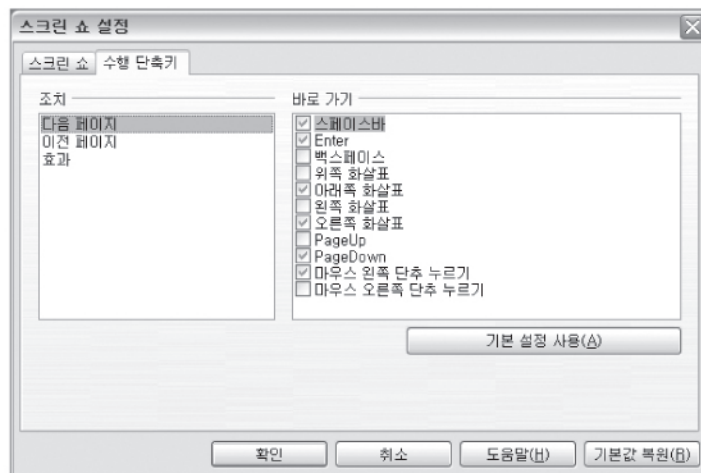 스크린 쇼 설정
스크린 쇼 수행 단축키
조치
다음 페이지
이전 페이지
효과
바로 가기
스페이스바
Enter
백스페이스
위쪽 화살표
아래쪽 화살표
왼쪽 화살표
오른쪽 화살표
PageUp
PageDown
마우스 왼쪽 단추 누르기
마우스 오른쪽 단추 누르기
기본 설정 사용(A)
확인 취소 도움말(H) 기본값 복원(R)